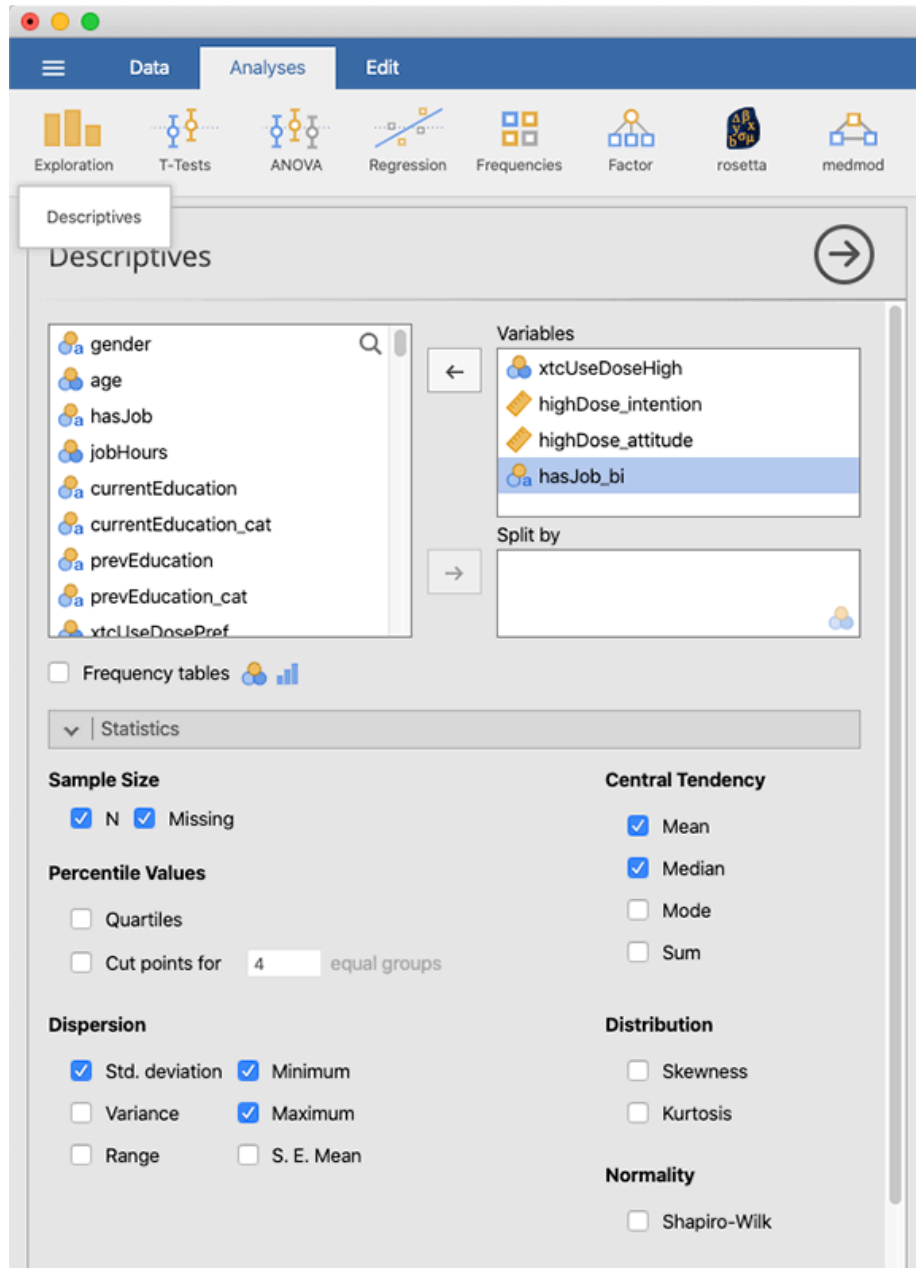 Data Analyses Edit
Exploration T-Tests ANOVA Regression Frequencies Factor rosetta medmod
Descriptives
Descriptives
gender
age
hasJob
jobHours
currentEducation
currentEducation_cat
prevEducation
prevEducation_cat
xtcUseDosePref
Variables
xtcUseDoseHigh
highDose_intention
highDose_attitude
hasJob_bi
Split by
Frequency tables
Statistics
Sample Size
N Missing
Percentile Values
Quartiles
Cut points for 4 equal groups
Dispersion
Std. deviation Minimum
Variance Maximum
Range S. E. Mean
Central Tendency
Mean
Median
Mode
Sum
Distribution
Skewness
Kurtosis
Normality
Shapiro-Wilk